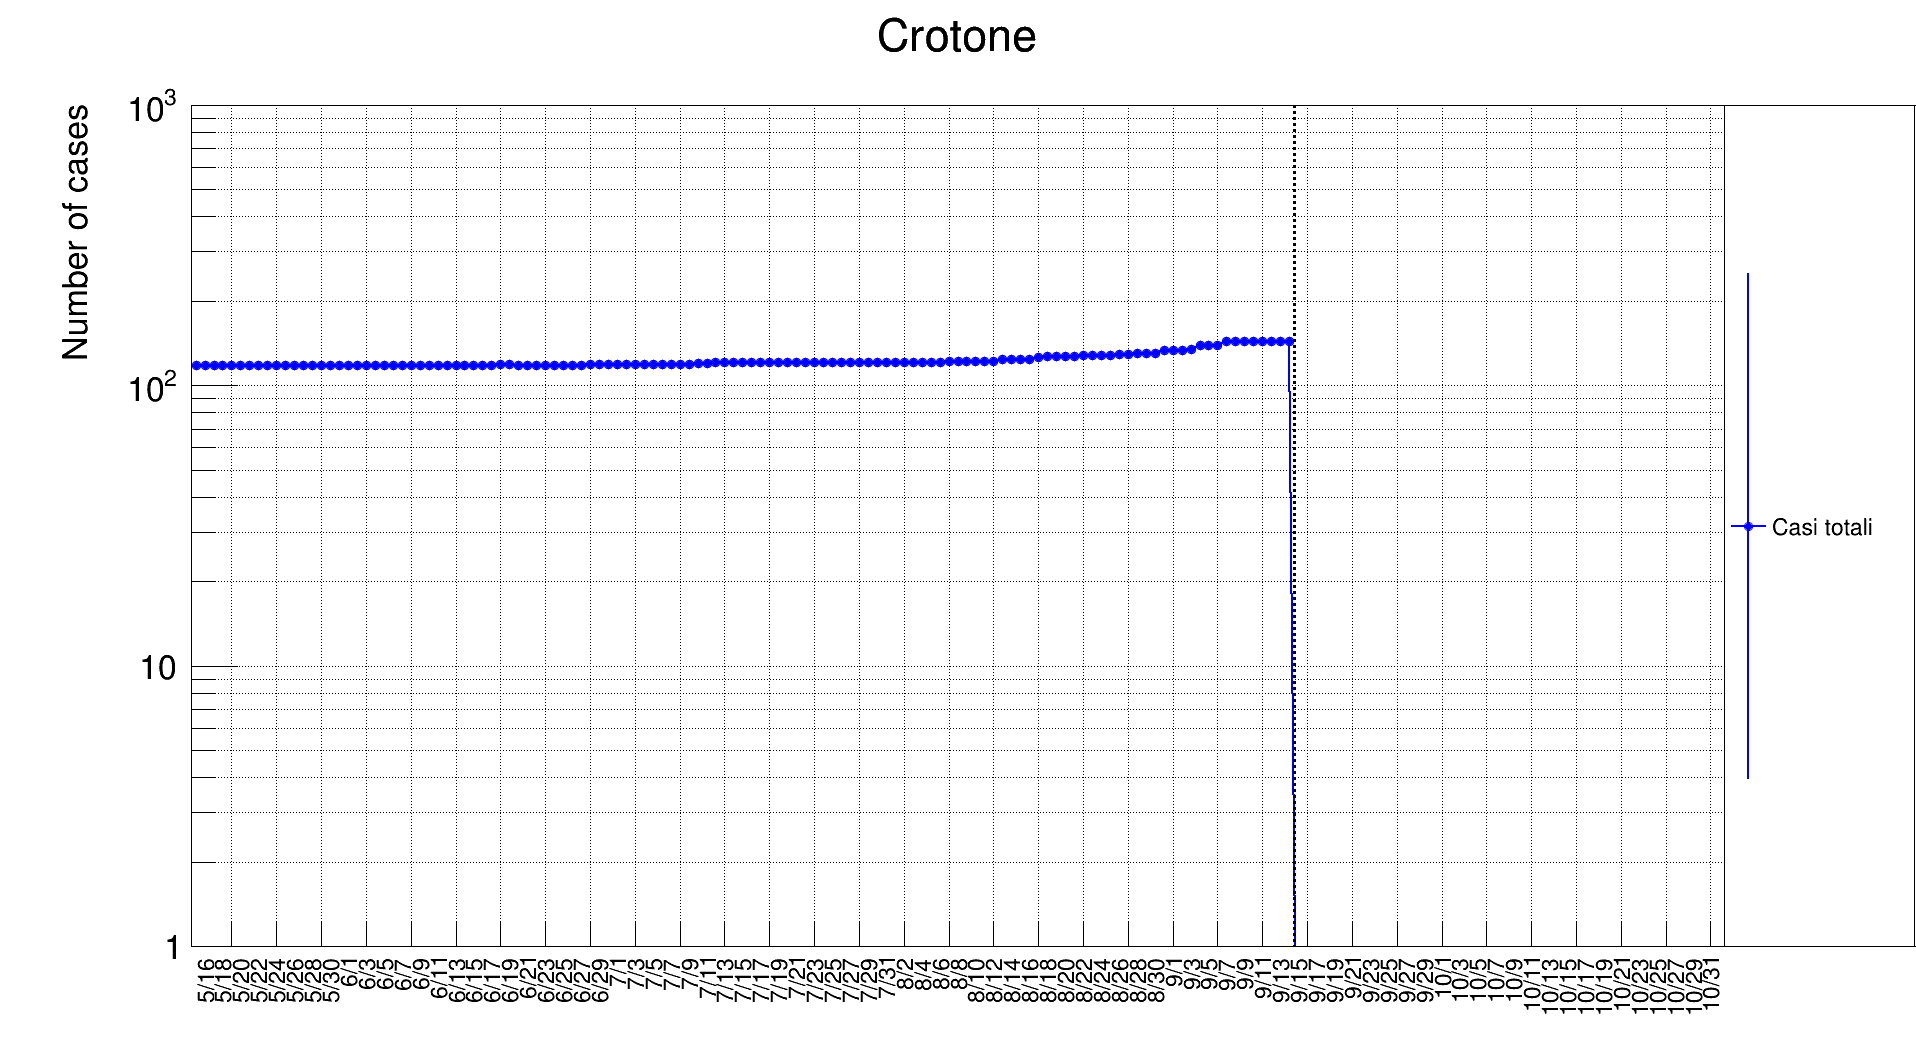 Crotone
Number of cases
10³
10²
10
1
5/16 5/18 5/20 5/22 5/24 5/26 5/28 5/30 6/1 6/3 6/5 6/7 6/9 6/11 6/13 6/15 6/17 6/19 6/21 6/23 6/25 6/27 6/29 7/1 7/3 7/5 7/7 7/9 7/11 7/13 7/15 7/17 7/19 7/21 7/23 7/25 7/27 7/29 7/31 8/2 8/4 8/6 8/8 8/10 8/12 8/14 8/16 8/18 8/20 8/22 8/24 8/26 8/28 8/30 9/1 9/3 9/5 9/7 9/9 9/11 9/13 9/15 9/17 9/19 9/21 9/23 9/25 9/27 9/29 10/1 10/3 10/5 10/7 10/9 10/11 10/13 10/15 10/17 10/19 10/21 10/23 10/25 10/27 10/29 10/31
Casi totali